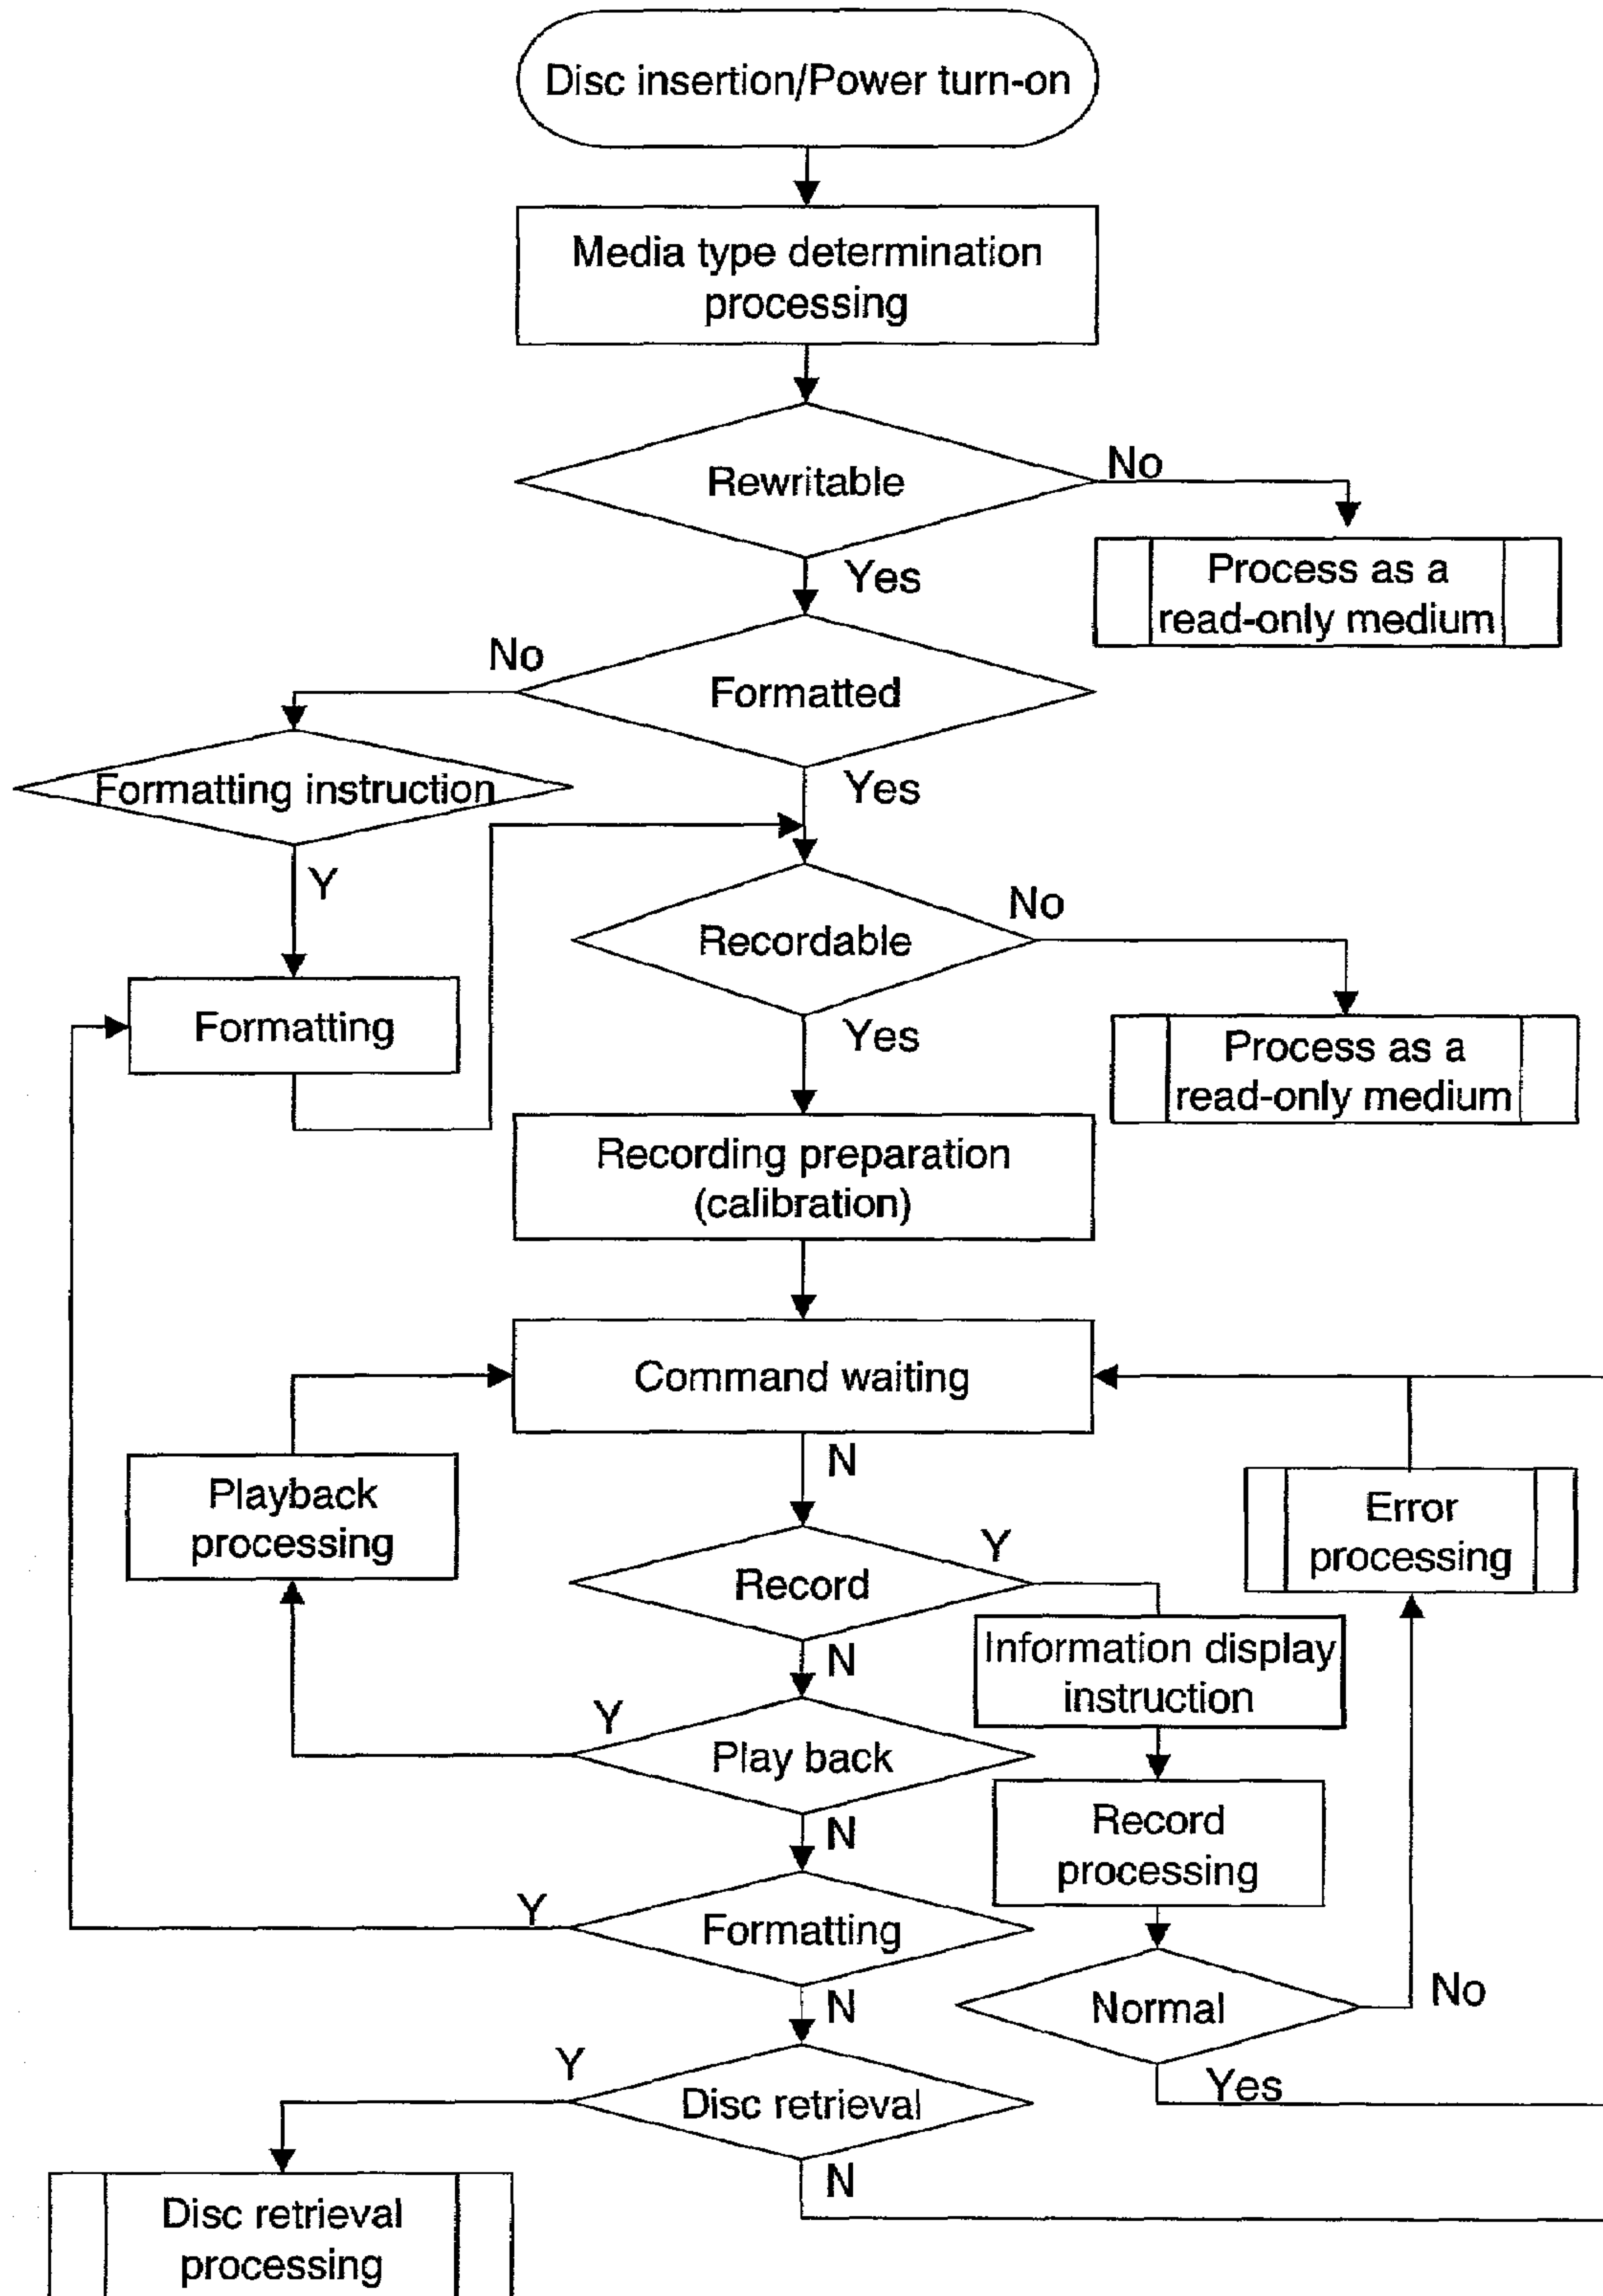 Disc insertion/Power turn-on
Media type determination
processing
Rewritable
No
Process as a
read-only medium
Yes
Formatted
No
Formatting instruction
Yes
Y
Recordable
No
Formatting
Yes
Process as a
read-only medium
Recording preparation
(calibration)
Command waiting
N
Playback
processing
Error
processing
Record
Y
Information display
instruction
N
Play back
Y
Record
processing
N
Formatting
Y
Normal
No
N
Yes
Disc retrieval
Y
N
Disc retrieval
processing